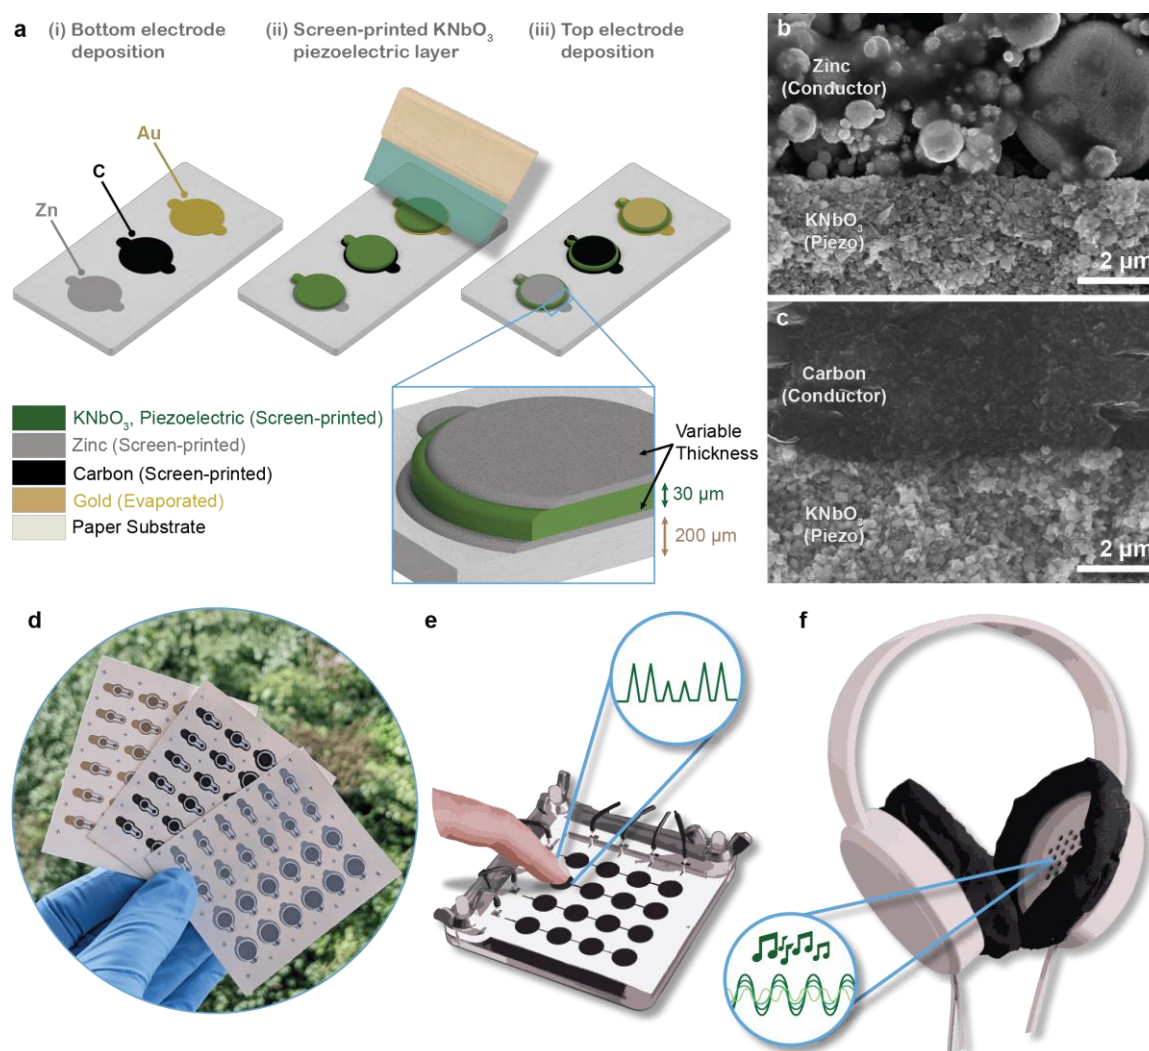 a
(i) Bottom electrode
deposition
(ii) Screen-printed KNbO₃
piezoelectric layer
(iii) Top electrode
deposition
Au
C
Zn
KNbO₃, Piezoelectric (Screen-printed)
Zinc (Screen-printed)
Carbon (Screen-printed)
Gold (Evaporated)
Paper Substrate
Variable
Thickness
30 μm
200 μm
b
Zinc
(Conductor)
KNbO₃
(Piezo)
2 μm
c
Carbon
(Conductor)
KNbO₃
(Piezo)
2 μm
d
e
f